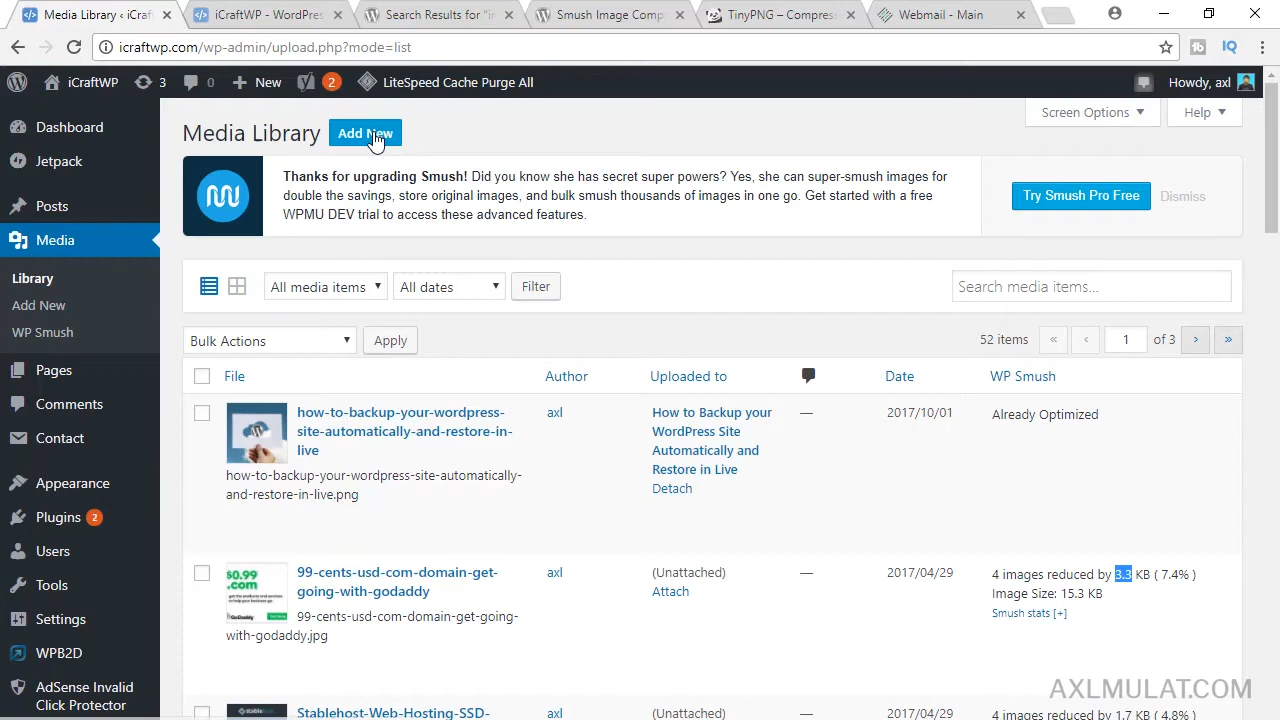 Media Library ‹ iCraf
iCraftWP - WordPres
Search Results for "i
Smush Image Comp
TinyPNG – Compress
Webmail - Main
icraftwp.com/wp-admin/upload.php?mode=list
iCraftWP
3
0
New
2
LiteSpeed Cache Purge All
Howdy, axl
Dashboard
Jetpack
Posts
Media
Library
Add New
WP Smush
Pages
Comments
Contact
Appearance
Plugins 2
Users
Tools
Settings
WPB2D
AdSense Invalid
Click Protector
Screen Options
Help
Media Library
Add New
Thanks for upgrading Smush! Did you know she has secret super powers? Yes, she can super-smush images for
double the savings, store original images, and bulk smush thousands of images in one go. Get started with a free
WPMU DEV trial to access these advanced features.
Try Smush Pro Free
Dismiss
All media items
All dates
Filter
Search media items...
Bulk Actions
Apply
52 items
«
‹
1
of 3
›
»
File
Author
Uploaded to
Date
WP Smush
how-to-backup-your-wordpress-
site-automatically-and-restore-in-
live
how-to-backup-your-wordpress-site-automatically-
and-restore-in-live.png
axl
How to Backup your
WordPress Site
Automatically and
Restore in Live
Detach
—
2017/10/01
Already Optimized
$0.99
.com
GoDaddy
99-cents-usd-com-domain-get-
going-with-godaddy
99-cents-usd-com-domain-get-going-
with-godaddy.jpg
axl
(Unattached)
Attach
—
2017/04/29
4 images reduced by 3.3 KB ( 7.4% )
Image Size: 15.3 KB
Smush stats [+]
stablehost
Stablehost-Web-Hosting-SSD-
axl
(Unattached)
—
2017/04/29
4 images reduced by 1.7 KB ( 4.8% )
AXLMULAT.COM